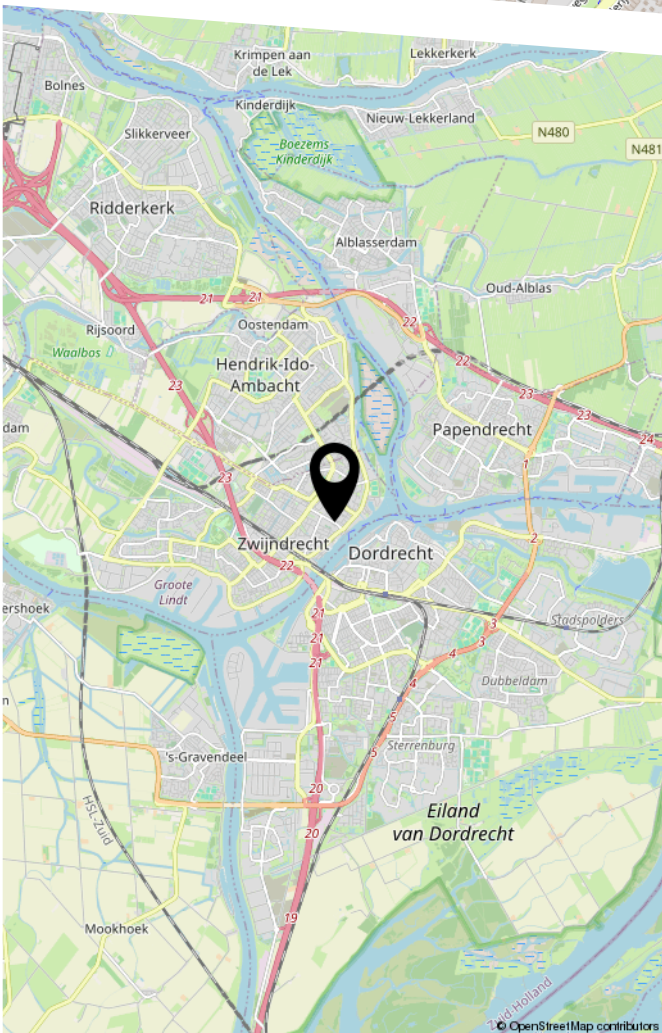 Krimpen aan
de Lek
Lekkerkerk
Bolnes
Kinderdijk
Nieuw-Lekkerland
Slikkerveer
N480
Boezems
Kinderdijk
N481
Ridderkerk
Alblasserdam
Oud-Alblas
21
21
22
Rijsoord
Oostendam
Waalbos
22
Hendrik-Ido-
Ambacht
23
23
23
dam
Papendrecht
24
1
23
2
Zwijndrecht
Dordrecht
22
Groote
Lindt
ershoek
21
Stadspolders
3
21
3
21
4
4
Dubbeldam
n
5
Sterrenburg
's-Gravendeel
5
20
HSL-Zuid
Eiland
van Dordrecht
20
19
Mookhoek
Zuid-Holland
© OpenStreetMap contributors